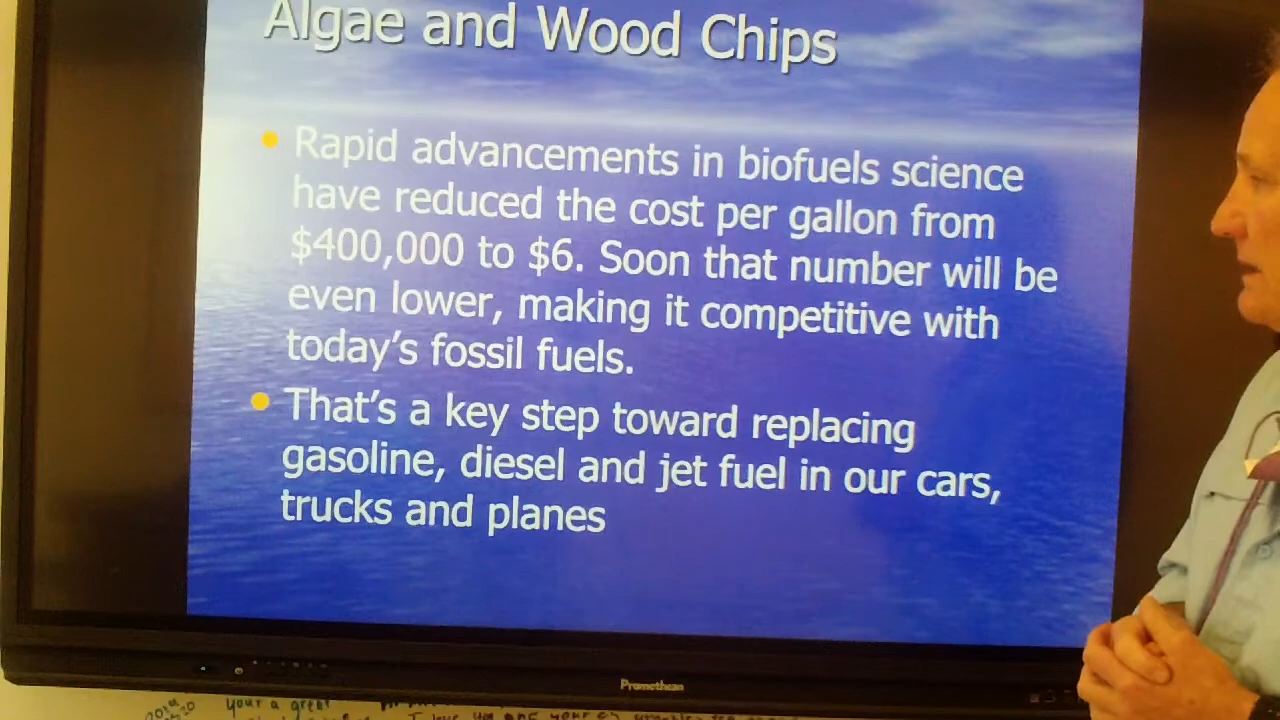 Algae and Wood Chips
Rapid advancements in biofuels science
have reduced the cost per gallon from
$400,000 to $6. Soon that number will be
even lower, making it competitive with
today's fossil fuels.
That's a key step toward replacing
gasoline, diesel and jet fuel in our cars,
trucks and planes
Promethean
your a great